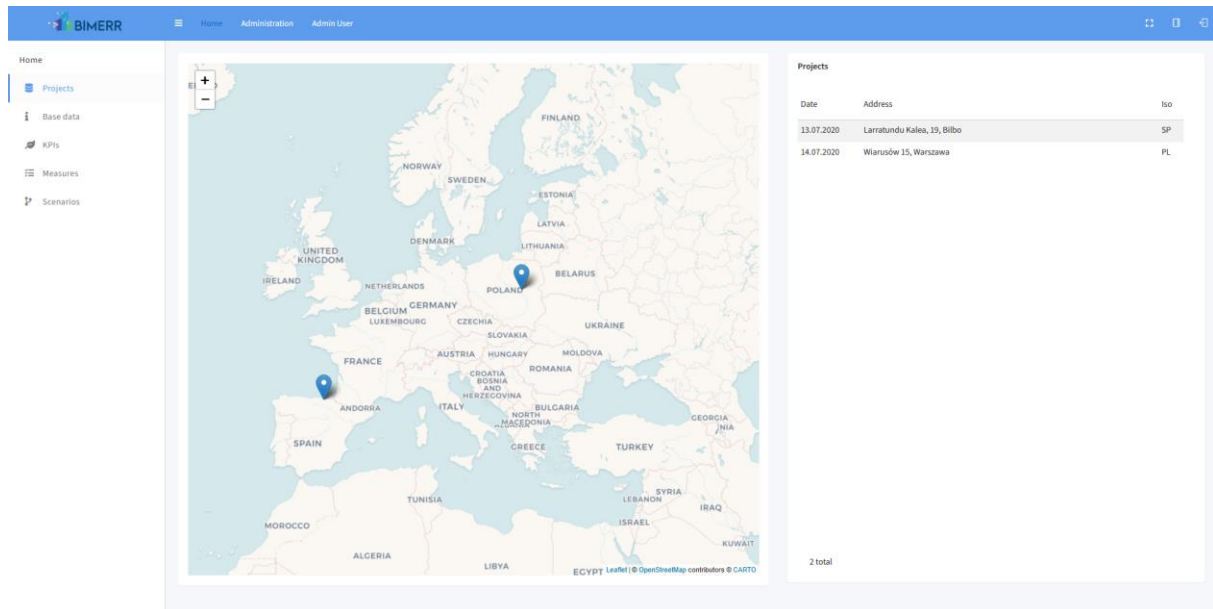 BIMERR
Home Administration Admin User
Home
Projects
Base data
KPIs
Measures
Scenarios
+
−
FINLAND
NORWAY
SWEDEN
ESTONIA
LATVIA
DENMARK
LITHUANIA
UNITED
KINGDOM
IRELAND
BELARUS
NETHERLANDS
POLAND
BELGIUM
GERMANY
LUXEMBOURG
CZECHIA
UKRAINE
SLOVAKIA
FRANCE
AUSTRIA
HUNGARY
MOLDOVA
CROATIA
ROMANIA
BOSNIA
AND
HERZEGOVINA
ANDORRA
ITALY
BULGARIA
NORTH
MACEDONIA
GEORGIA
SPAIN
GREECE
TURKEY
TUNISIA
SYRIA
LEBANON
IRAQ
ISRAEL
MOROCCO
KUWAIT
ALGERIA
LIBYA
EGYPT
Leaflet | © OpenStreetMap contributors © CARTO
Projects
Date Address Iso
13.07.2020 Larratundu Kalea, 19, Bilbo SP
14.07.2020 Wiarusów 15, Warszawa PL
2 total